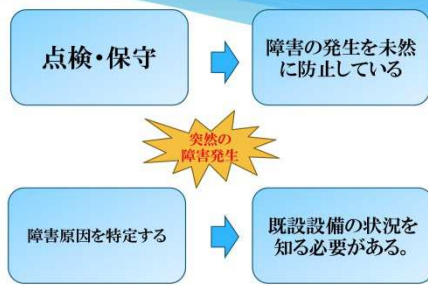 点検・保守
障害の発生を未然
に防止している
突然の
障害発生
障害原因を特定する
既設設備の状況を
知る必要がある。